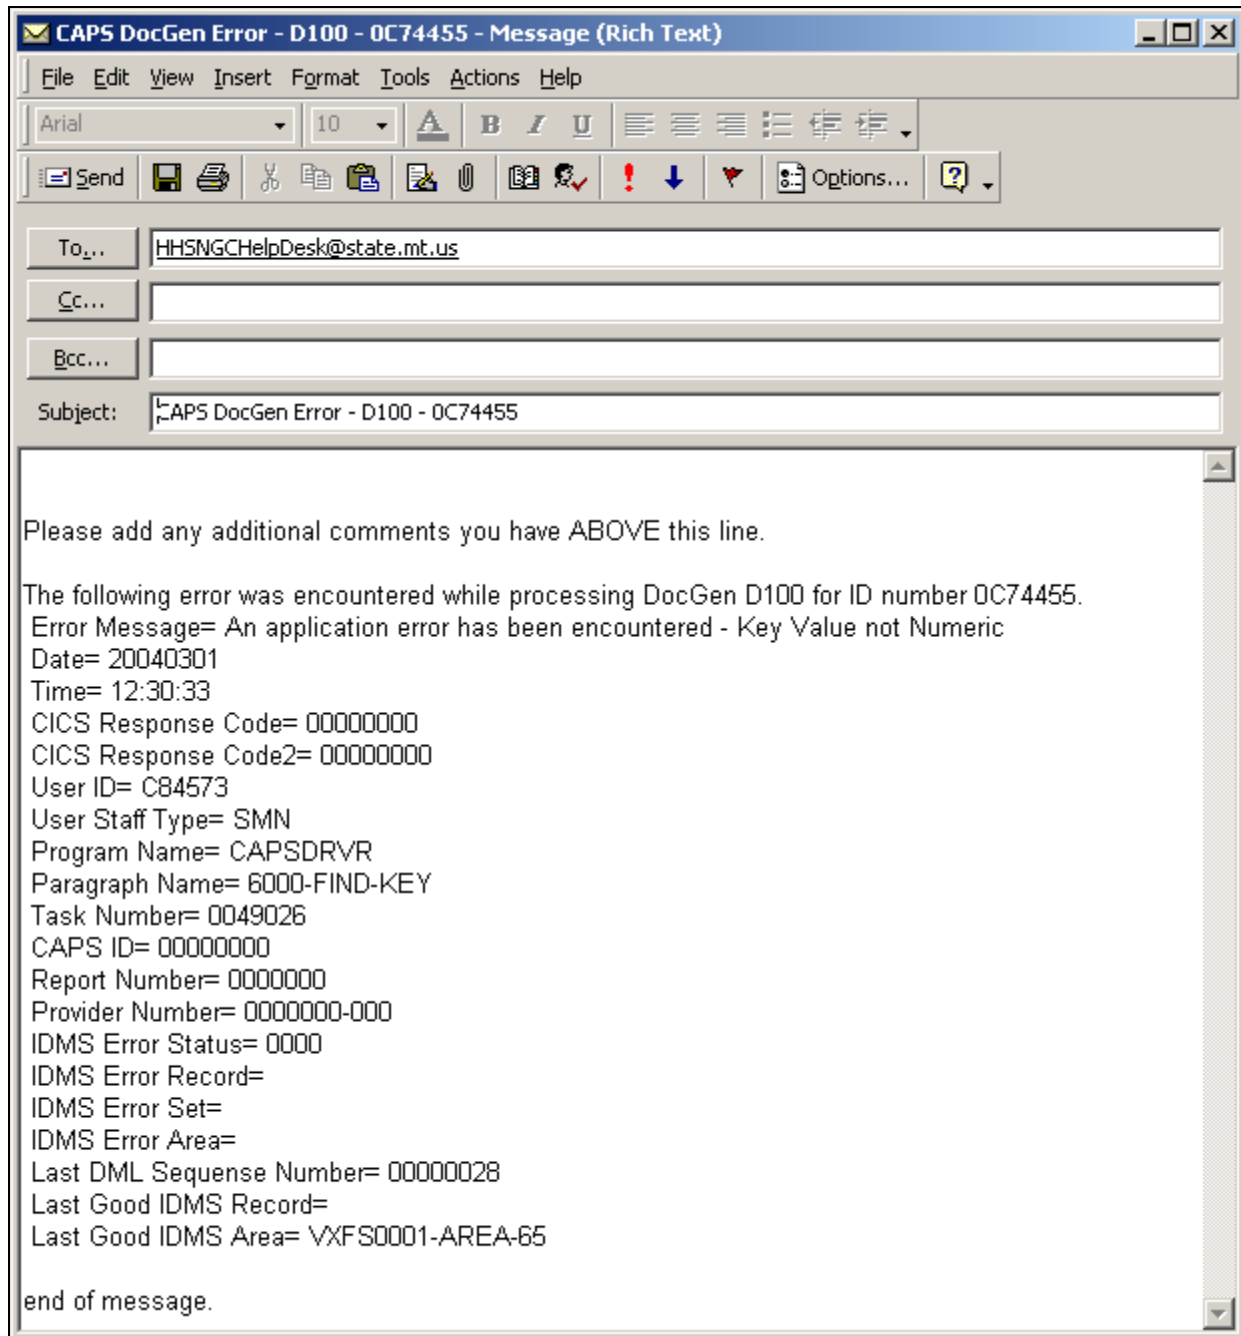 CAPS DocGen Error - D100 - 0C74455 - Message (Rich Text)
File Edit View Insert Format Tools Actions Help
Arial 10 A B I U
Send Options...
To... HHSNGCHelpDesk@state.mt.us
Cc...
Bcc...
Subject: CAPS DocGen Error - D100 - 0C74455
Please add any additional comments you have ABOVE this line.
The following error was encountered while processing DocGen D100 for ID number 0C74455.
Error Message= An application error has been encountered - Key Value not Numeric
Date= 20040301
Time= 12:30:33
CICS Response Code= 00000000
CICS Response Code2= 00000000
User ID= C84573
User Staff Type= SMN
Program Name= CAPSDRVR
Paragraph Name= 6000-FIND-KEY
Task Number= 0049026
CAPS ID= 00000000
Report Number= 0000000
Provider Number= 0000000-000
IDMS Error Status= 0000
IDMS Error Record=
IDMS Error Set=
IDMS Error Area=
Last DML Sequense Number= 00000028
Last Good IDMS Record=
Last Good IDMS Area= VXFS0001-AREA-65
end of message.